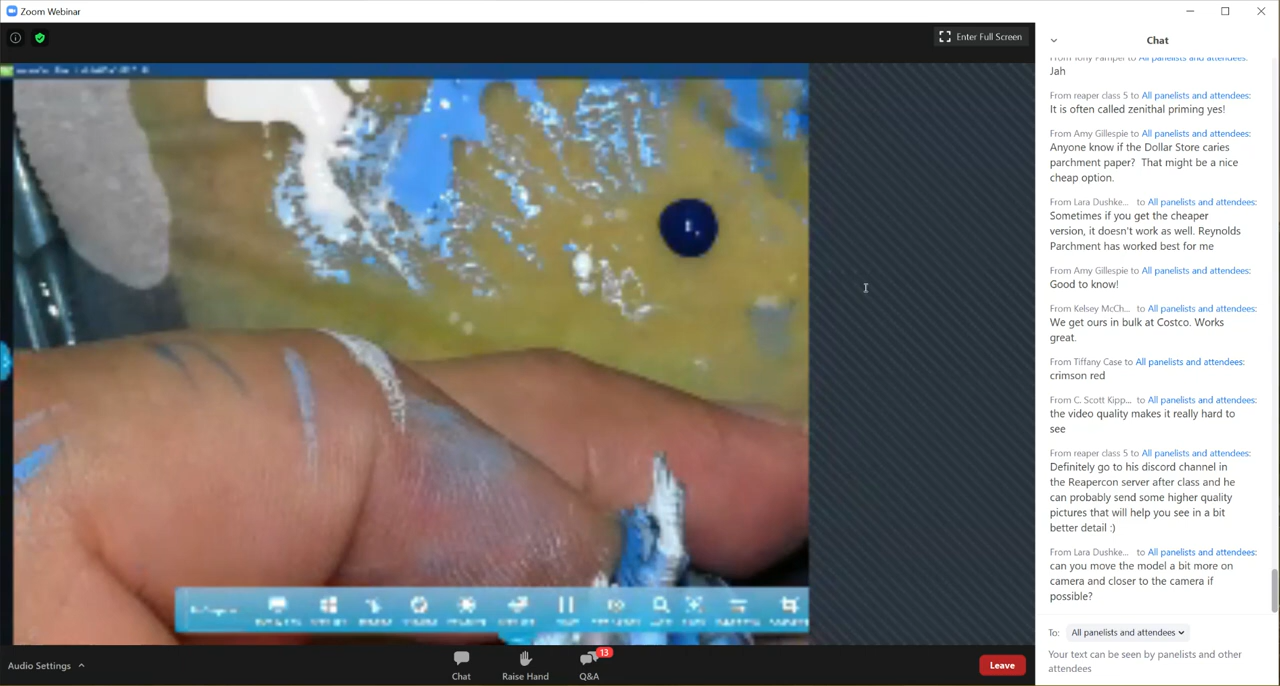 Zoom Webinar
Enter Full Screen
Chat
All panelists and attendees:
Jah
From reaper class 5 to All panelists and attendees:
It is often called zenithal priming yes!
From Amy Gillespie to All panelists and attendees:
Anyone know if the Dollar Store caries
parchment paper?  That might be a nice
cheap option.
From Lara Dushke... to All panelists and attendees:
Sometimes if you get the cheaper
version, it doesn't work as well. Reynolds
Parchment has worked best for me
From Amy Gillespie to All panelists and attendees:
Good to know!
From Kelsey McCh... to All panelists and attendees:
We get ours in bulk at Costco. Works
great.
From Tiffany Case to All panelists and attendees:
crimson red
From C. Scott Kipp... to All panelists and attendees:
the video quality makes it really hard to
see
From reaper class 5 to All panelists and attendees:
Definitely go to his discord channel in
the Reapercon server after class and he
can probably send some higher quality
pictures that will help you see in a bit
better detail :)
From Lara Dushke... to All panelists and attendees:
can you move the model a bit more on
camera and closer to the camera if
possible?
To: All panelists and attendees
Your text can be seen by panelists and other
attendees
Audio Settings
Chat
Raise Hand
13
Q&A
Leave